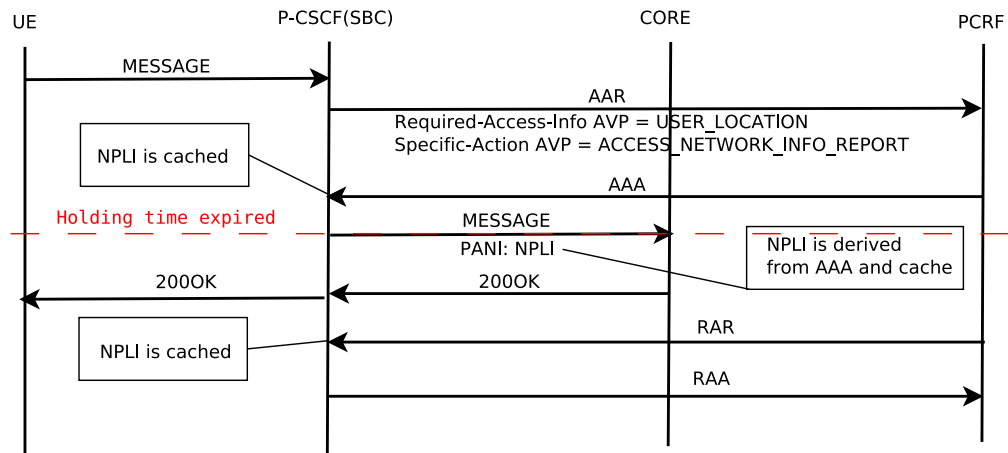 UE
P-CSCF(SBC)
CORE
PCRF
MESSAGE
AAR
Required-Access-Info AVP = USER_LOCATION
Specific-Action AVP = ACCESS_NETWORK_INFO_REPORT
NPLI is cached
AAA
Holding time expired
MESSAGE
PANI: NPLI
NPLI is derived
from AAA and cache
200OK
200OK
RAR
NPLI is cached
RAA